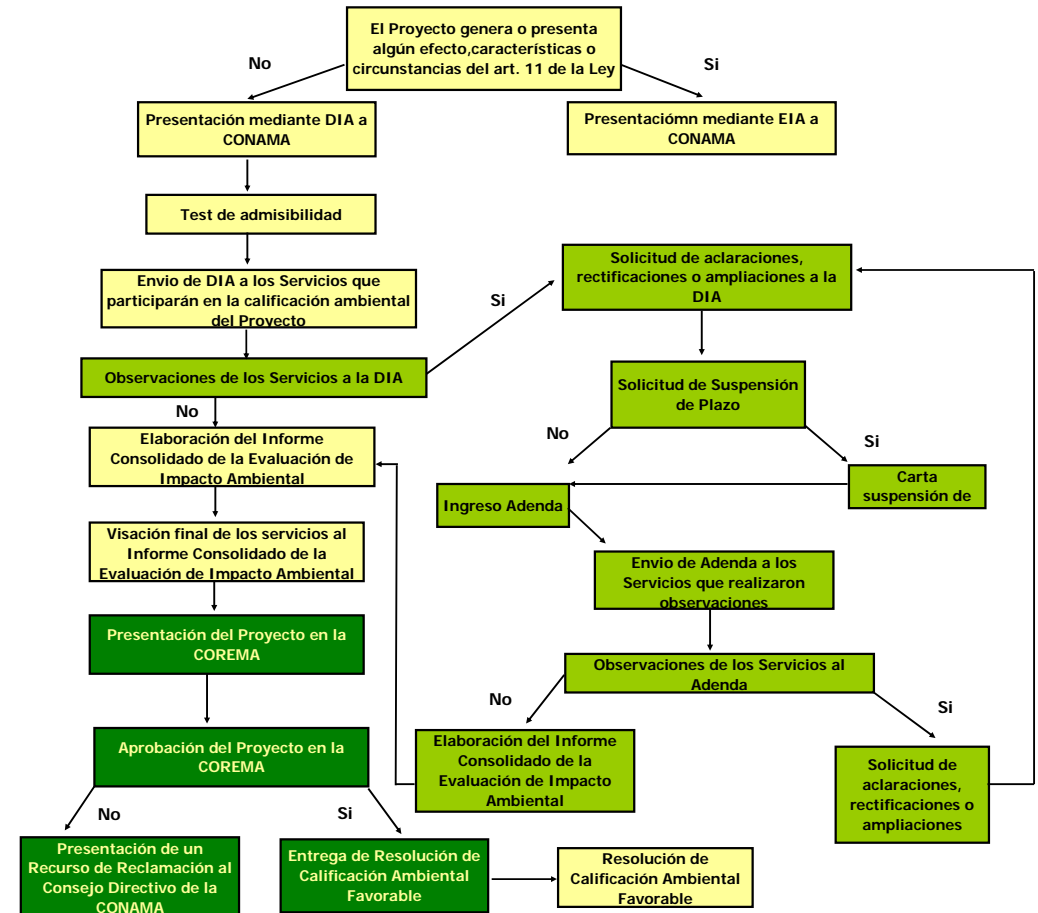 El Proyecto genera o presenta
algún efecto,características o
circunstancias del art. 11 de la Ley
No
Si
Presentación mediante DIA a
CONAMA
Presentaciómn mediante EIA a
CONAMA
Test de admisibilidad
Envio de DIA a los Servicios que
participarán en la calificación ambiental
del Proyecto
Si
Solicitud de aclaraciones,
rectificaciones o ampliaciones a la
DIA
Observaciones de los Servicios a la DIA
Solicitud de Suspensión
de Plazo
No
Elaboración del Informe
Consolidado de la Evaluación de
Impacto Ambiental
No
Si
Carta
suspensión de
Ingreso Adenda
Visación final de los servicios al
Informe Consolidado de la
Evaluación de Impacto Ambiental
Envio de Adenda a los
Servicios que realizaron
observaciones
Presentación del Proyecto en la
COREMA
Observaciones de los Servicios al
Adenda
No
Si
Aprobación del Proyecto en la
COREMA
Elaboración del Informe
Consolidado de la
Evaluación de Impacto
Ambiental
Solicitud de
aclaraciones,
rectificaciones o
ampliaciones
No
Si
Presentación de un
Recurso de Reclamación al
Consejo Directivo de la
CONAMA
Entrega de Resolución de
Calificación Ambiental
Favorable
Resolución de
Calificación Ambiental
Favorable